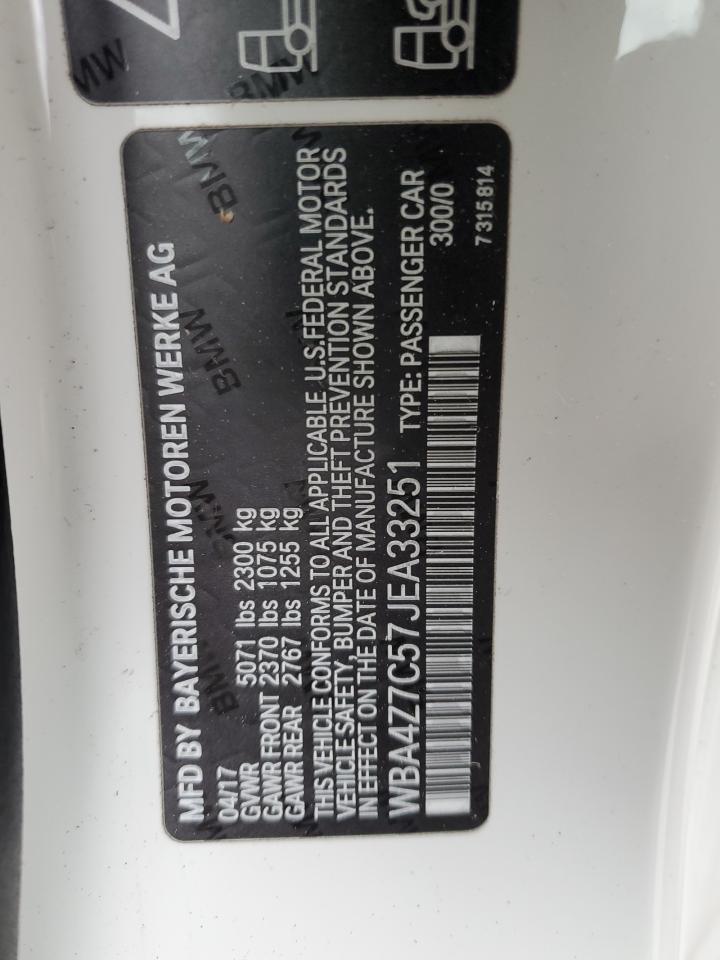 MFD BY BAYERISCHE MOTOREN WERKE AG
04/17
GVWR 5071 lbs 2300 kg
GAWR FRONT 2370 lbs 1075 kg
GAWR REAR 2767 lbs 1255 kg
THIS VEHICLE CONFORMS TO ALL APPLICABLE U.S.FEDERAL MOTOR
VEHICLE SAFETY, BUMPER AND THEFT PREVENTION STANDARDS
IN EFFECT ON THE DATE OF MANUFACTURE SHOWN ABOVE.
WBA4Z7C57JEA33251 TYPE: PASSENGER CAR
300/0
7315814
BMW
BMW
BMW
BMW
BMW
BMW